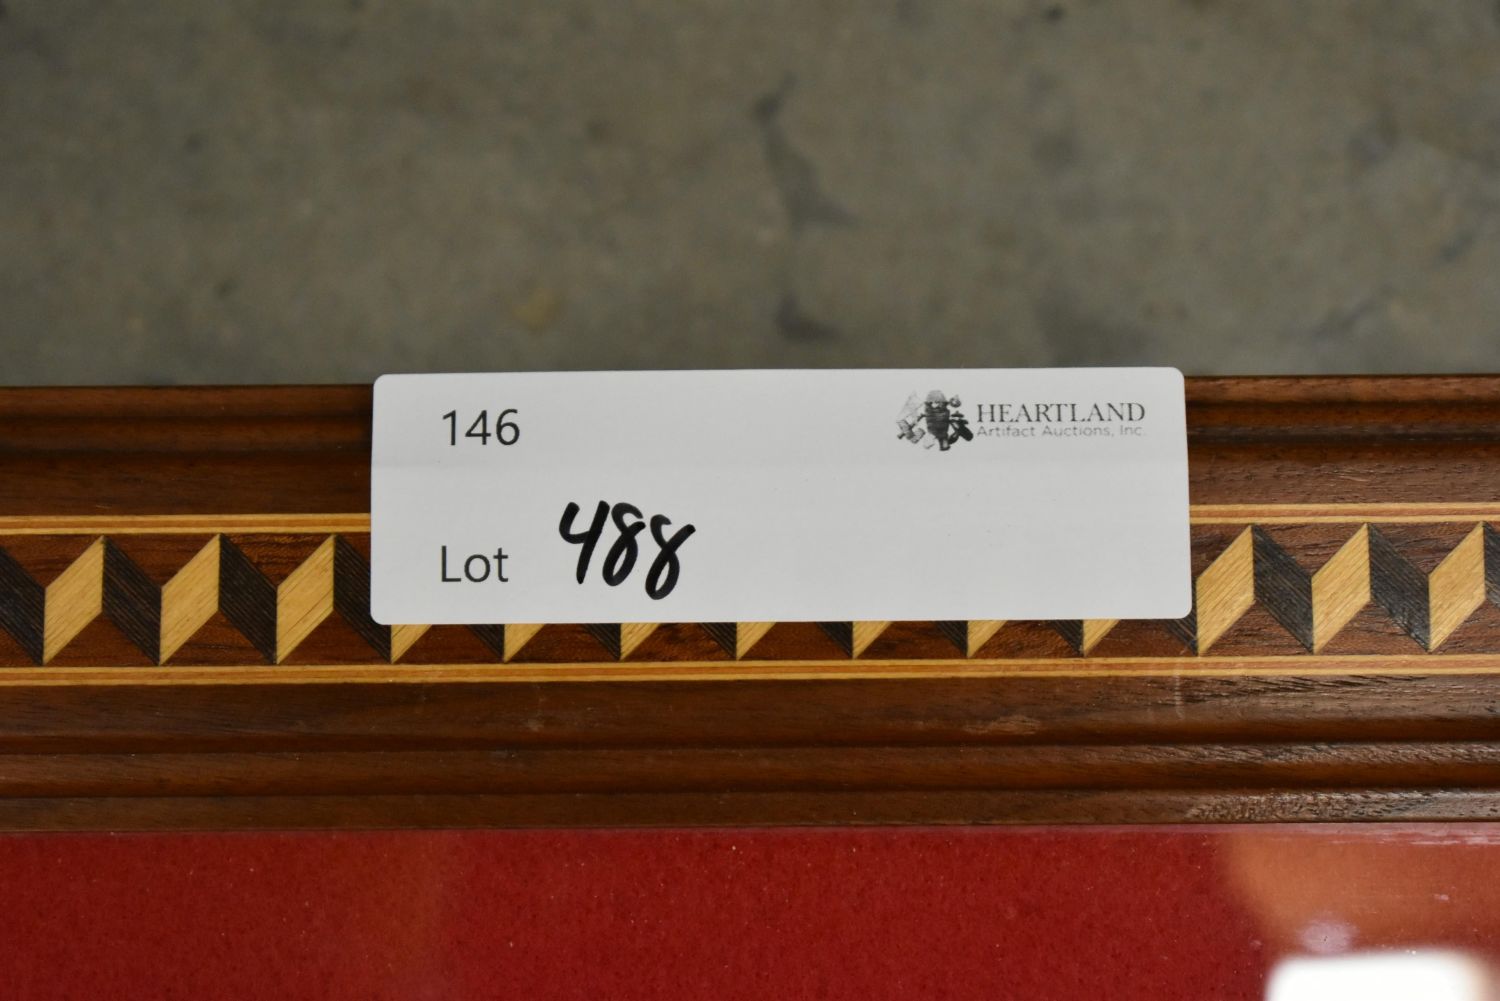 146
HEARTLAND
Artifact Auctions, Inc.
Lot 488